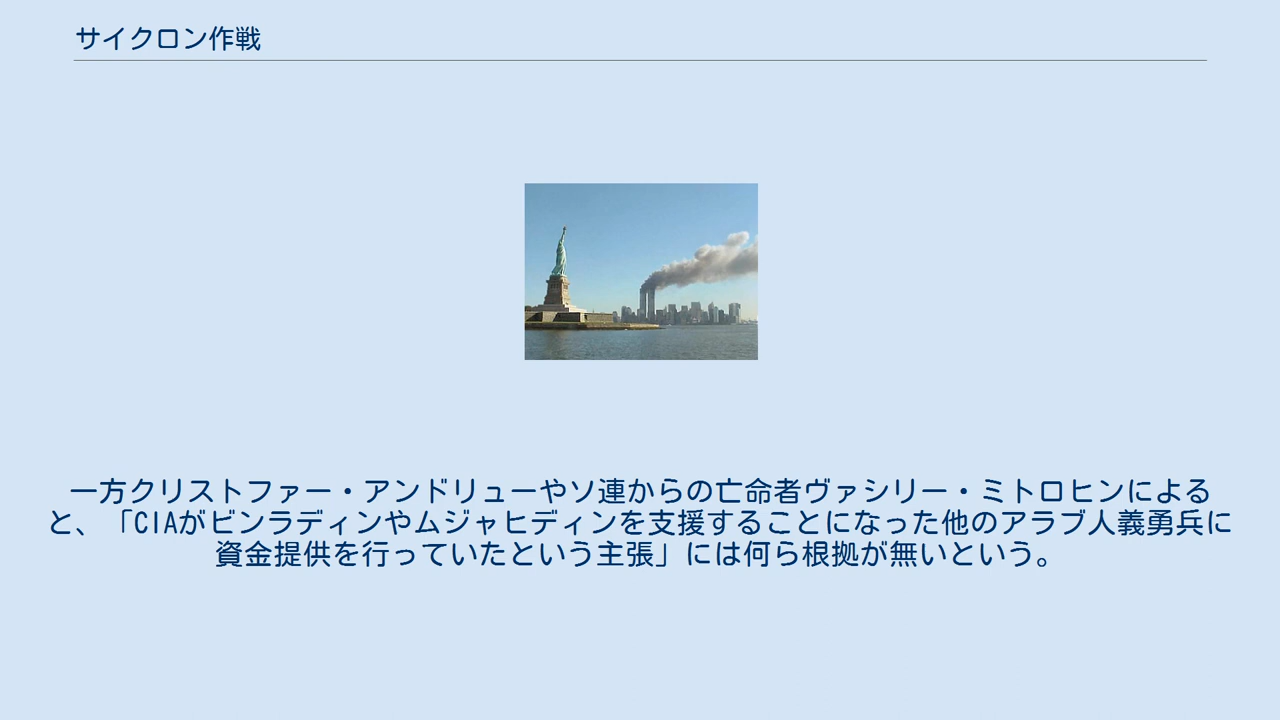 サイクロン作戦
一方クリストファー・アンドリューやソ連からの亡命者ヴァシリー・ミトロヒンによる
と、「CIAがビンラディンやムジャヒディンを支援することになった他のアラブ人義勇兵に
資金提供を行っていたという主張」には何ら根拠が無いという。